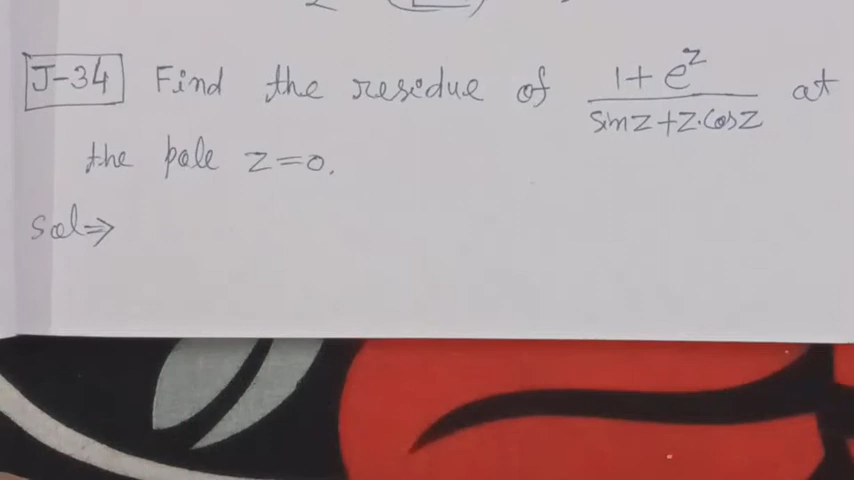 J-34 Find the residue of (1+e^z)/(sinz+z.cosz) at
the pole z=0.
Sol⇒